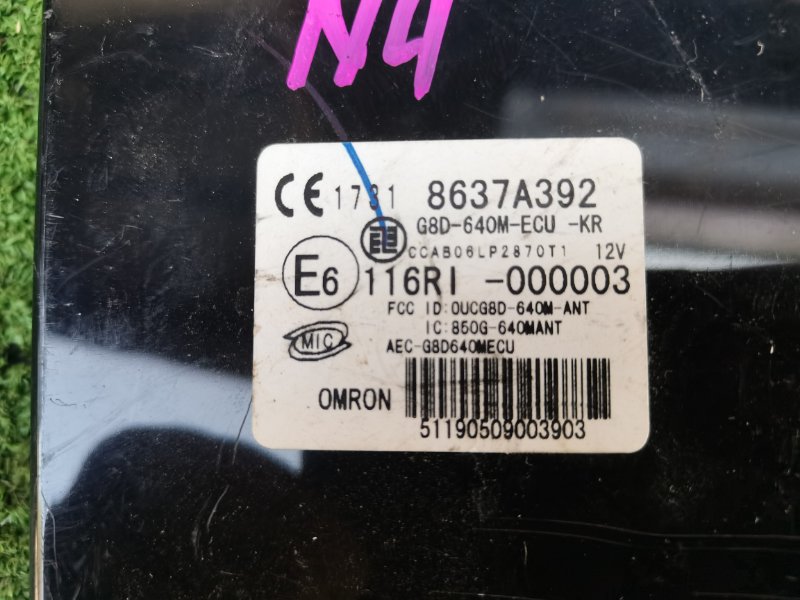 N4
CE 1731 8637A392
G8D-640M-ECU -KR
CCAB06LP2870T1 12V
E6 116RI -000003
FCC ID:OUCG8D-640M-ANT
IC:850G-640MANT
MIC AEC-G8D640MECU
OMRON
51190509003903